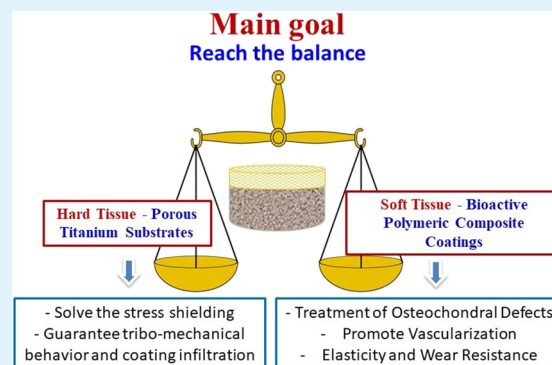 Main goal
Reach the balance
Hard Tissue - Porous
Titanium Substrates
Soft Tissue - Bioactive
Polymeric Composite
Coatings
- Solve the stress shielding
- Guarantee tribo-mechanical
behavior and coating infiltration
- Treatment of Osteochondral Defects
- Promote Vascularization
- Elasticity and Wear Resistance